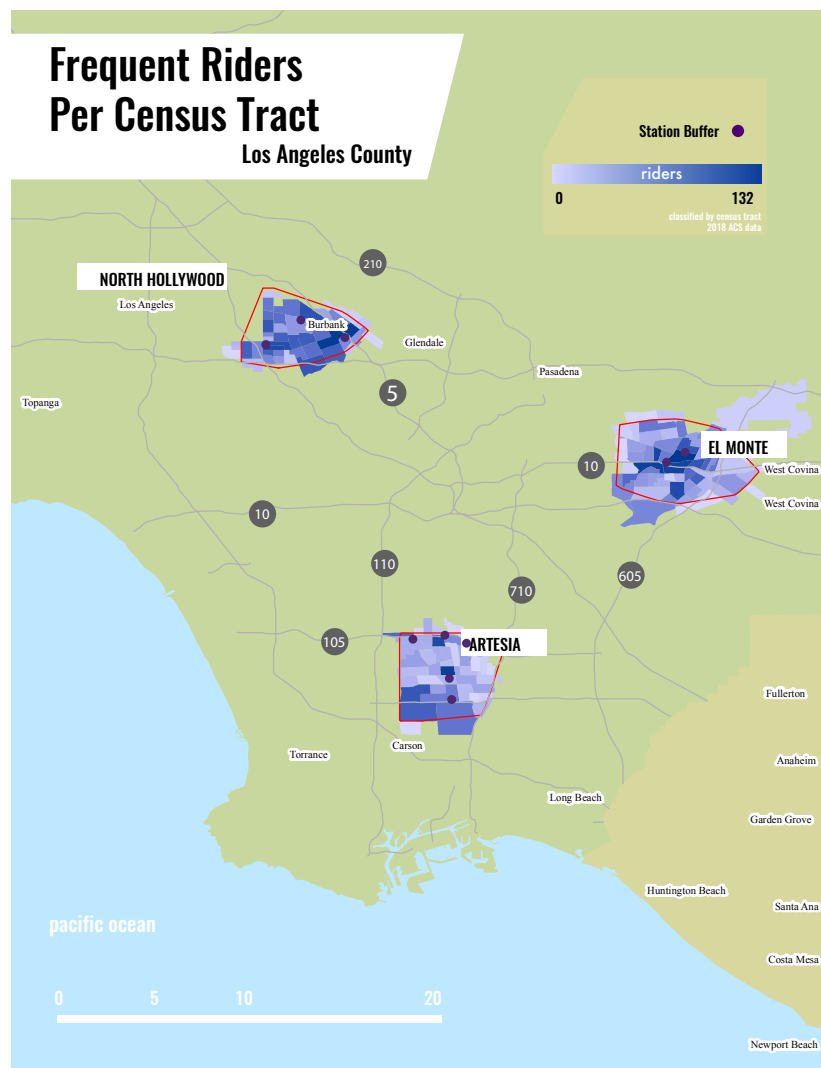 Frequent Riders
Per Census Tract
Los Angeles County
Station Buffer
riders
0 132
classified by census tract
2018 ACS data
210
NORTH HOLLYWOOD
Los Angeles
Burbank
Glendale
Pasadena
5
Topanga
EL MONTE
10
West Covina
West Covina
10
110
605
710
105
ARTESIA
Fullerton
Carson
Torrance
Anaheim
Long Beach
Garden Grove
Huntington Beach
Santa Ana
pacific ocean
Costa Mesa
0 5 10 20
Newport Beach